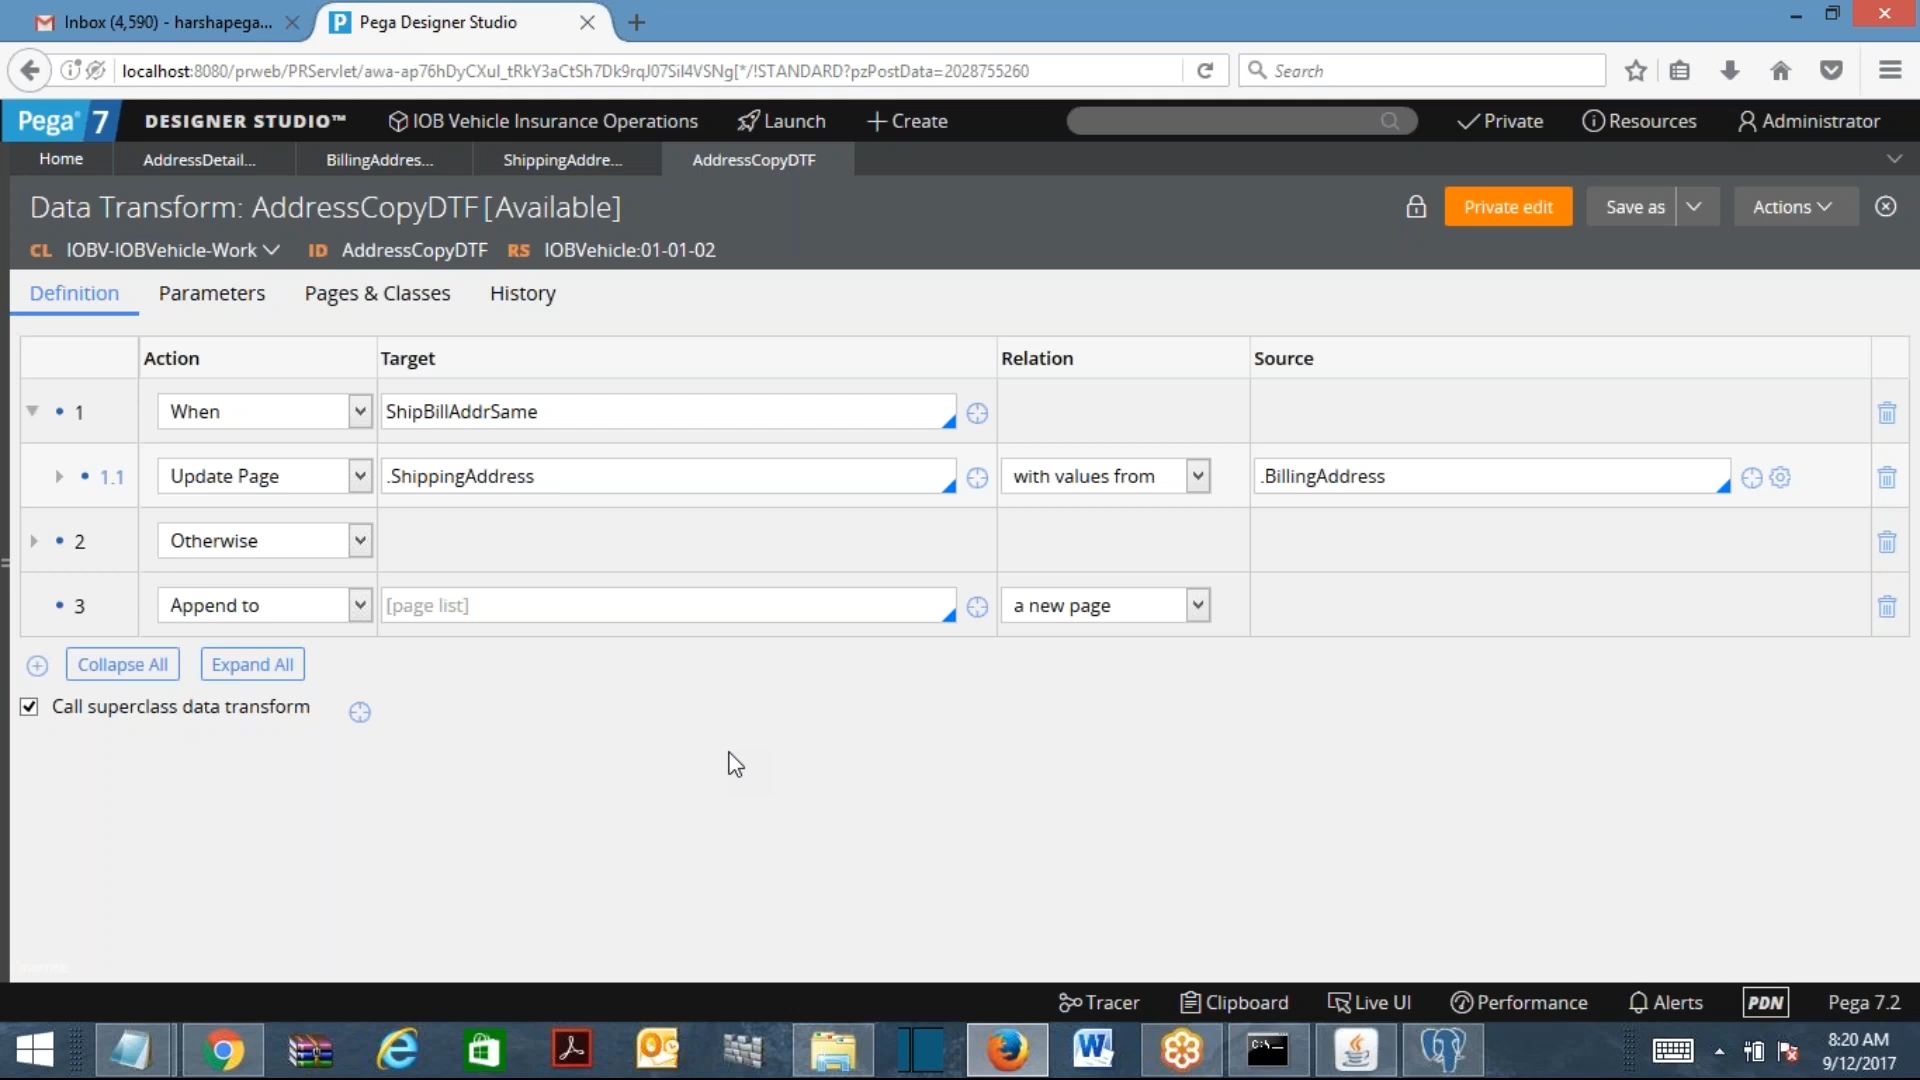 Inbox (4,590) - harshapega...
Pega Designer Studio
localhost:8080/prweb/PRServlet/awa-ap76hDyCXuI_tRkY3aCtSh7Dk9rqJ07SiI4VSNg[*/!STANDARD?pzPostData=2028755260
Search
Pega 7
DESIGNER STUDIO™
IOB Vehicle Insurance Operations
Launch
Create
Private
Resources
Administrator
Home
AddressDetail...
BillingAddres...
ShippingAddre...
AddressCopyDTF
Data Transform: AddressCopyDTF [Available]
Private edit
Save as
Actions
CL IOBV-IOBVehicle-Work ID AddressCopyDTF RS IOBVehicle:01-01-02
Definition
Parameters
Pages & Classes
History
Action Target Relation Source
1 When ShipBillAddrSame
1.1 Update Page .ShippingAddress with values from .BillingAddress
2 Otherwise
3 Append to [page list] a new page
Collapse All
Expand All
Call superclass data transform
Tracer
Clipboard
Live UI
Performance
Alerts
PDN
Pega 7.2
8:20 AM
9/12/2017